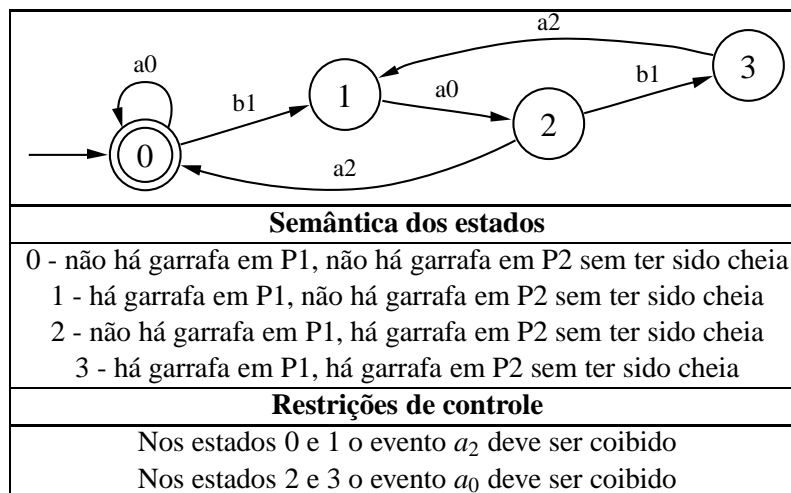 a0
b1
1
a0
a2
3
b1
2
0
a2
Semântica dos estados
0 - não há garrafa em P1, não há garrafa em P2 sem ter sido cheia
1 - há garrafa em P1, não há garrafa em P2 sem ter sido cheia
2 - não há garrafa em P1, há garrafa em P2 sem ter sido cheia
3 - há garrafa em P1, há garrafa em P2 sem ter sido cheia
Restrições de controle
Nos estados 0 e 1 o evento a2 deve ser coibido
Nos estados 2 e 3 o evento a0 deve ser coibido